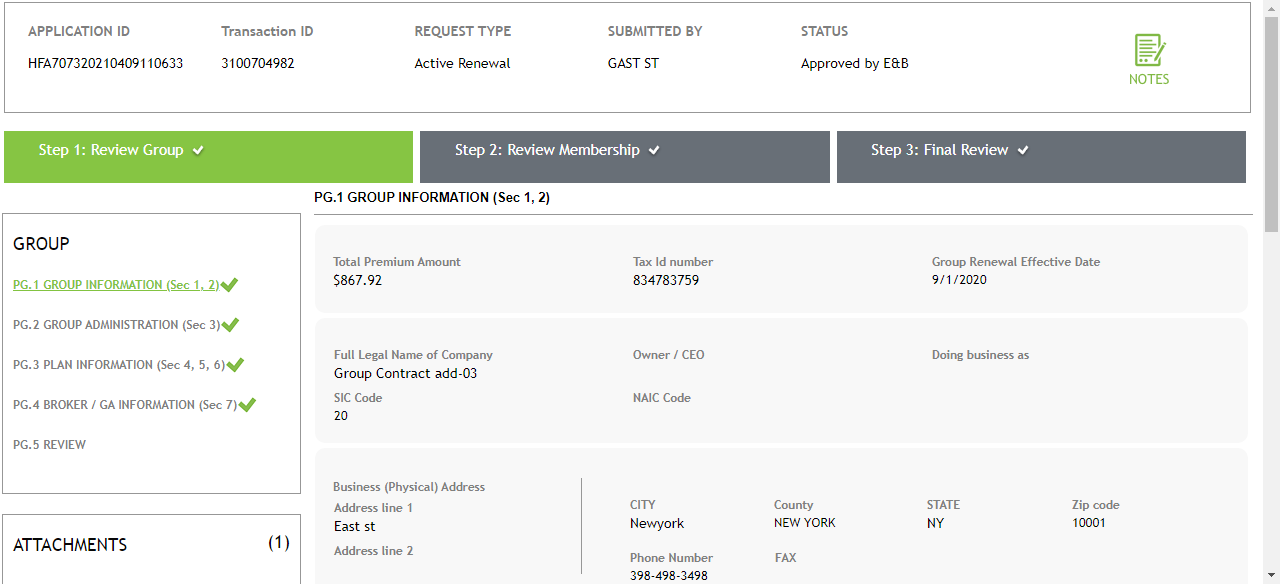 APPLICATION ID Transaction ID REQUEST TYPE SUBMITTED BY STATUS
HFA707320210409110633 3100704982 Active Renewal GAST ST Approved by E&B
NOTES
Step 1: Review Group Step 2: Review Membership Step 3: Final Review
PG.1 GROUP INFORMATION (Sec 1, 2)
GROUP
PG.1 GROUP INFORMATION (Sec 1, 2)
PG.2 GROUP ADMINISTRATION (Sec 3)
PG.3 PLAN INFORMATION (Sec 4, 5, 6)
PG.4 BROKER / GA INFORMATION (Sec 7)
PG.5 REVIEW
ATTACHMENTS (1)
Total Premium Amount Tax Id number Group Renewal Effective Date
$867.92 834783759 9/1/2020
Full Legal Name of Company Owner / CEO Doing business as
Group Contract add-03
SIC Code NAIC Code
20
Business (Physical) Address
Address line 1
East st
Address line 2
CITY County STATE Zip code
Newyork NEW YORK NY 10001
Phone Number FAX
398-498-3498